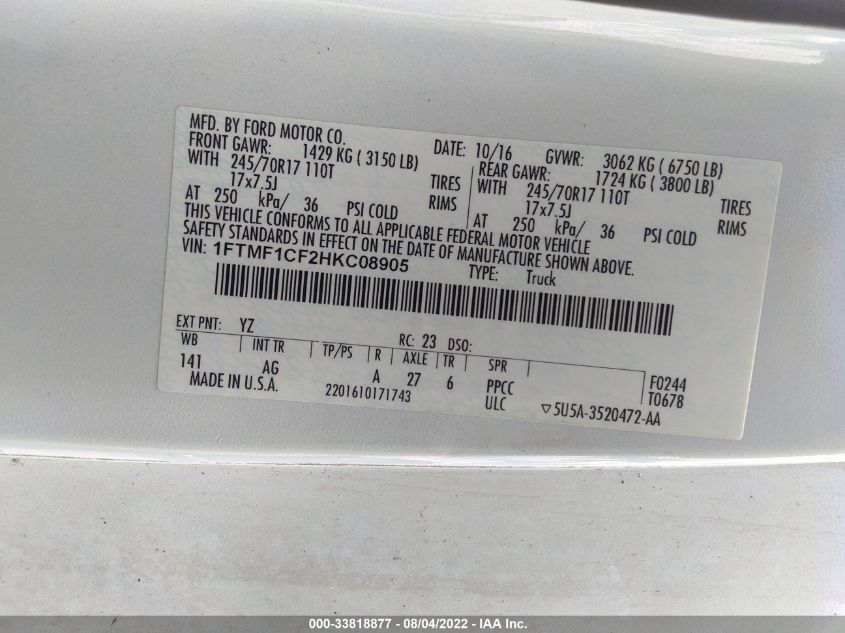 MFD. BY FORD MOTOR CO.
DATE: 10/16 GVWR: 3062 KG ( 6750 LB)
FRONT GAWR: 1429 KG ( 3150 LB) REAR GAWR: 1724 KG ( 3800 LB)
WITH 245/70R17 110T TIRES WITH 245/70R17 110T TIRES
17x7.5J RIMS 17x7.5J RIMS
AT 250 kPa/ 36 PSI COLD AT 250 kPa/ 36 PSI COLD
THIS VEHICLE CONFORMS TO ALL APPLICABLE FEDERAL MOTOR VEHICLE
SAFETY STANDARDS IN EFFECT ON THE DATE OF MANUFACTURE SHOWN ABOVE.
VIN: 1FTMF1CF2HKC08905 TYPE: Truck
EXT PNT: YZ RC: 23 DSO:
WB INT TR TP/PS R AXLE TR SPR
141 AG A 27 6 PPCC F0244
MADE IN U.S.A. 2201610171743 ULC T0678
▽5U5A-3520472-AA
000-33818877 - 08/04/2022 - IAA Inc.